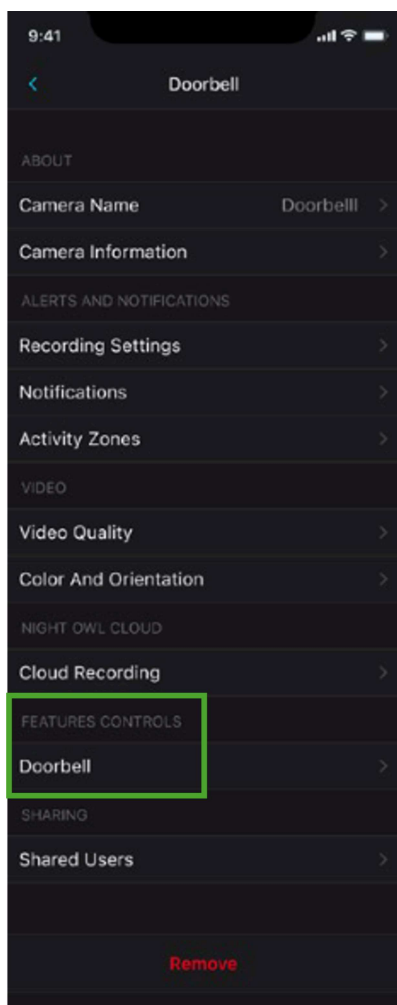 9:41
Doorbell
ABOUT
Camera Name Doorbelll
Camera Information
ALERTS AND NOTIFICATIONS
Recording Settings
Notifications
Activity Zones
VIDEO
Video Quality
Color And Orientation
NIGHT OWL CLOUD
Cloud Recording
FEATURES CONTROLS
Doorbell
SHARING
Shared Users
Remove